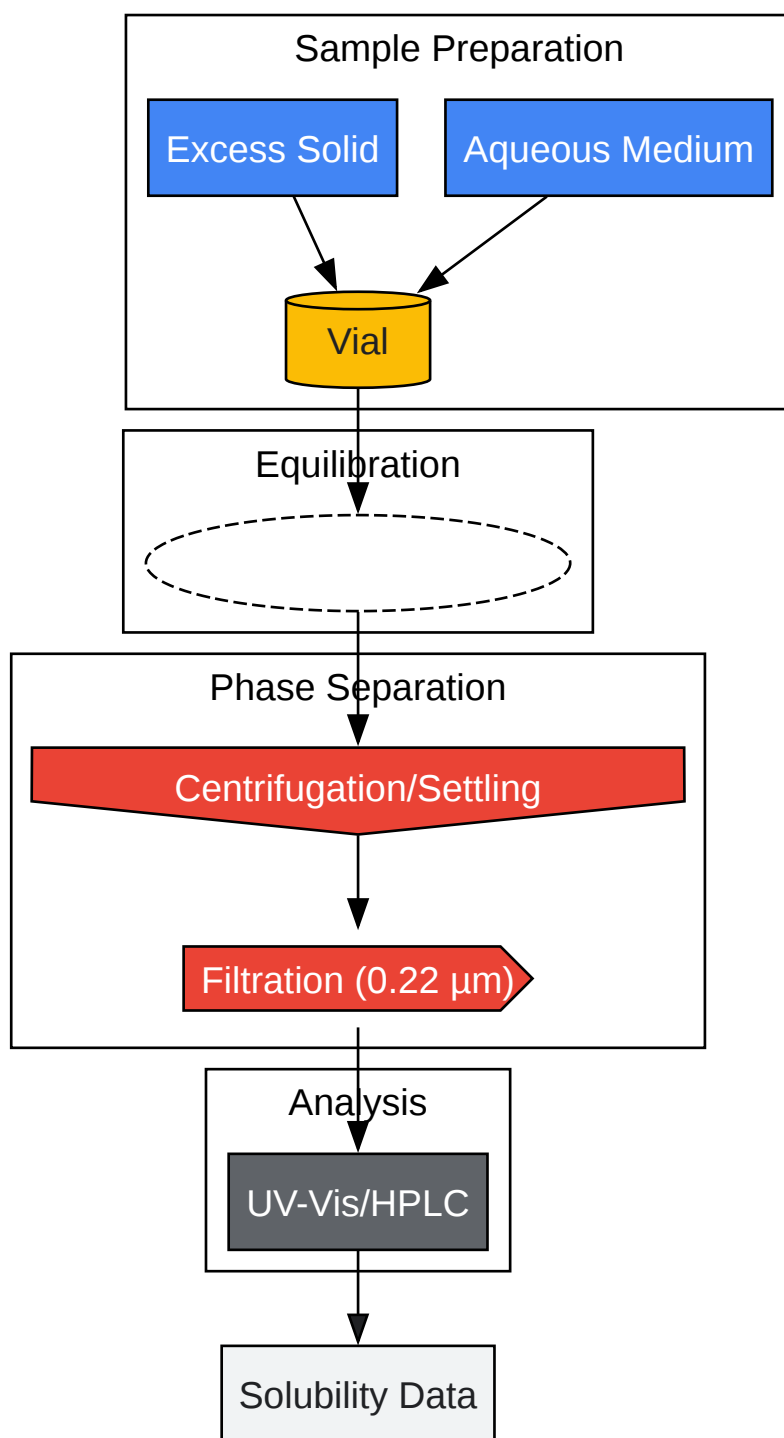 Sample Preparation
Excess Solid
Aqueous Medium
Vial
Equilibration
Phase Separation
Centrifugation/Settling
Filtration (0.22 µm)
Analysis
UV-Vis/HPLC
Solubility Data